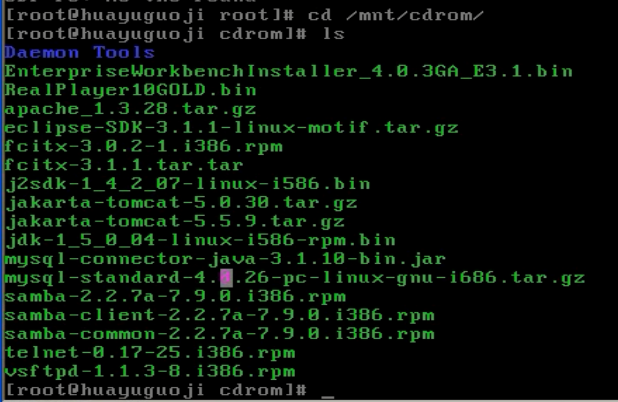 [root@huayuguoji root]# cd /mnt/cdrom/
[root@huayuguoji cdrom]# ls
Daemon Tools
EnterpriseWorkbenchInstaller_4.0.3GA_E3.1.bin
RealPlayer10GOLD.bin
apache_1.3.28.tar.gz
eclipse-SDK-3.1.1-linux-motif.tar.gz
fcitx-3.0.2-1.i386.rpm
fcitx-3.1.1.tar.tar
j2sdk-1_4_2_07-linux-i586.bin
jakarta-tomcat-5.0.30.tar.gz
jakarta-tomcat-5.5.9.tar.gz
jdk-1_5_0_04-linux-i586-rpm.bin
mysql-connector-java-3.1.10-bin.jar
mysql-standard-4.0.26-pc-linux-gnu-i686.tar.gz
samba-2.2.7a-7.9.0.i386.rpm
samba-client-2.2.7a-7.9.0.i386.rpm
samba-common-2.2.7a-7.9.0.i386.rpm
telnet-0.17-25.i386.rpm
vsftpd-1.1.3-8.i386.rpm
[root@huayuguoji cdrom]# _